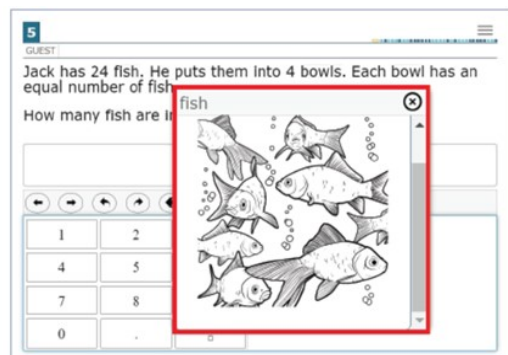 5
GUEST
Jack has 24 fish. He puts them into 4 bowls. Each bowl has an
equal number of fish
How many fish are
fish
1 2
4 5
7 8
0 .